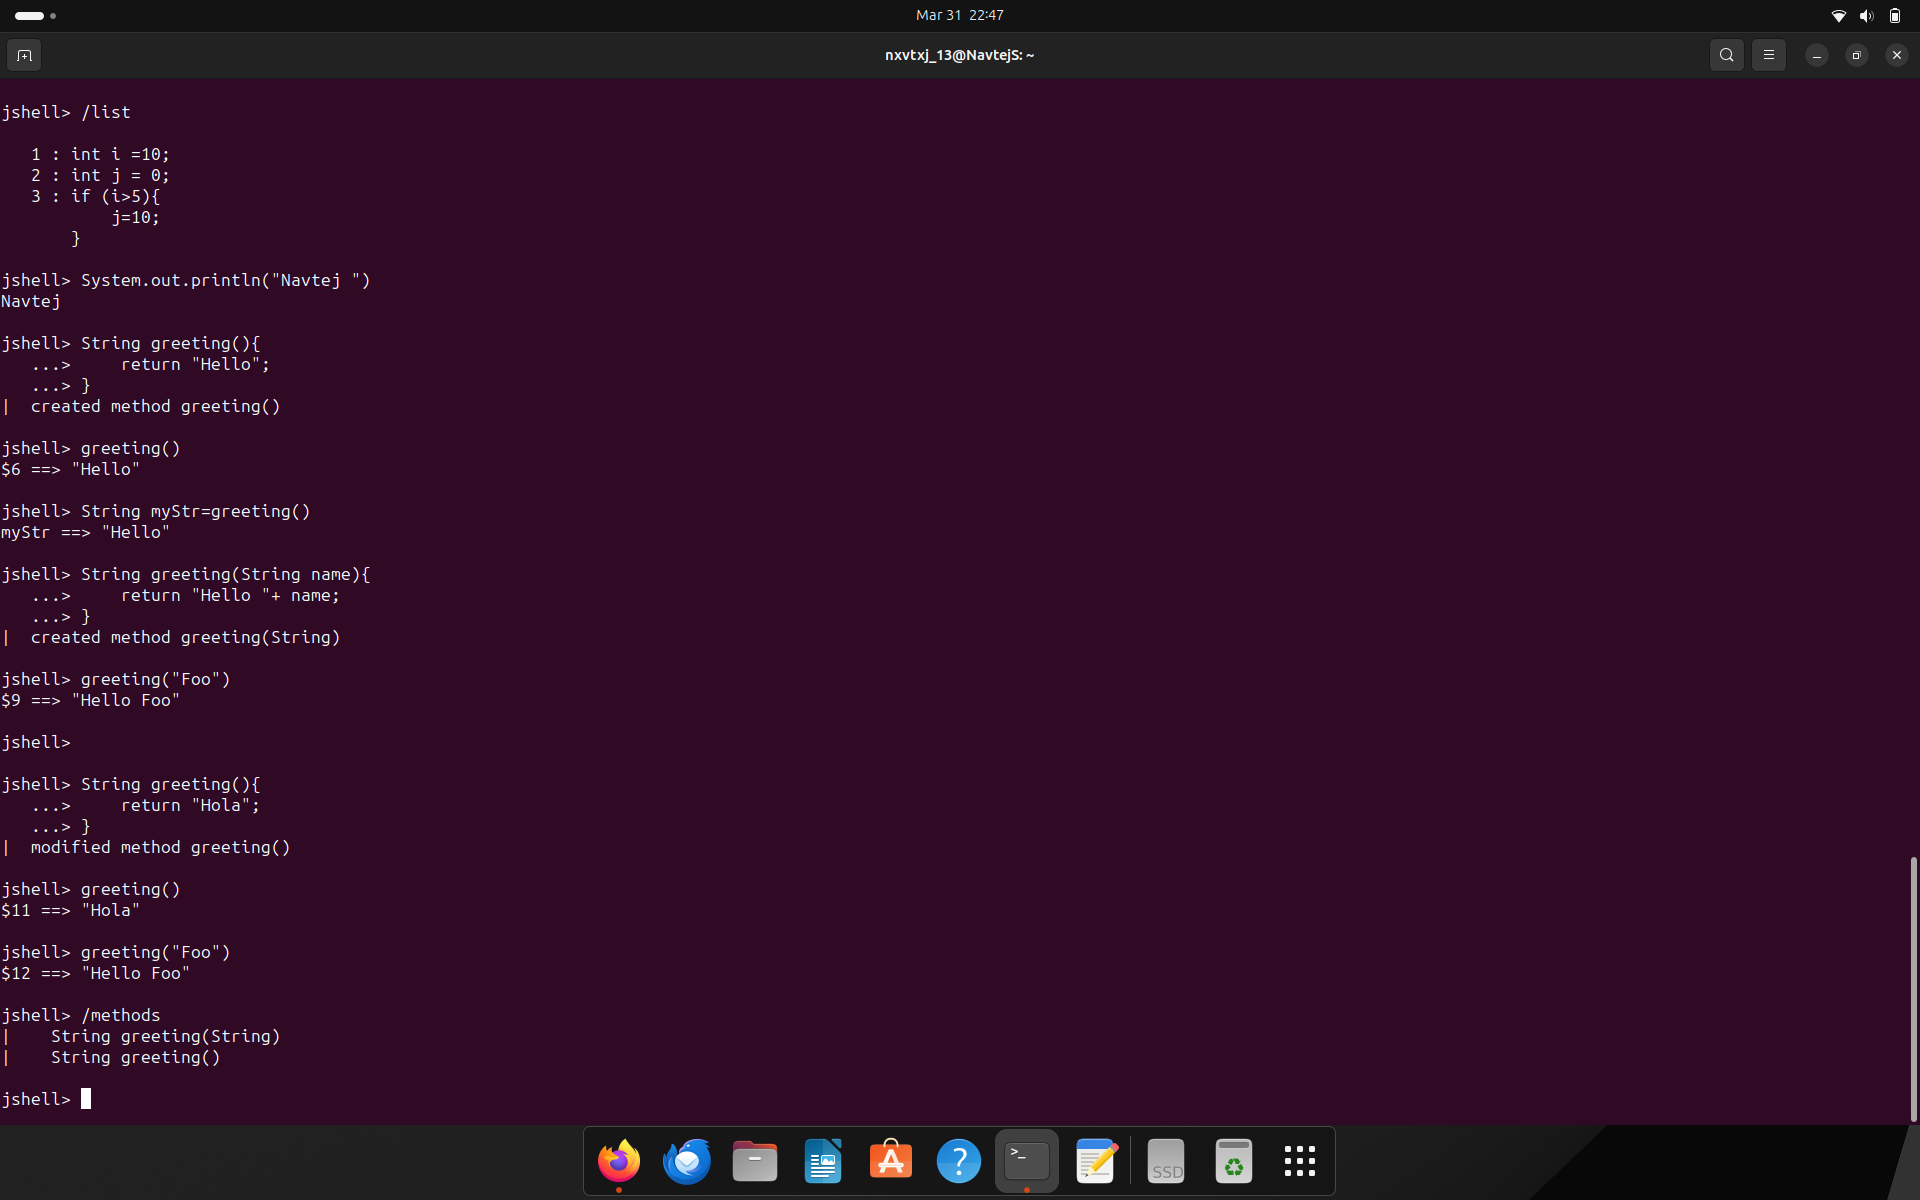 Mar 31 22:47
nxvtxj_13@NavtejS: ~
jshell> /list
1 : int i =10;
2 : int j = 0;
3 : if (i>5){
j=10;
}
jshell> System.out.println("Navtej ")
Navtej
jshell> String greeting(){
...> return "Hello";
...> }
| created method greeting()
jshell> greeting()
$6 ==> "Hello"
jshell> String myStr=greeting()
myStr ==> "Hello"
jshell> String greeting(String name){
...> return "Hello "+ name;
...> }
| created method greeting(String)
jshell> greeting("Foo")
$9 ==> "Hello Foo"
jshell>
jshell> String greeting(){
...> return "Hola";
...> }
| modified method greeting()
jshell> greeting()
$11 ==> "Hola"
jshell> greeting("Foo")
$12 ==> "Hello Foo"
jshell> /methods
| String greeting(String)
| String greeting()
jshell>
SSD